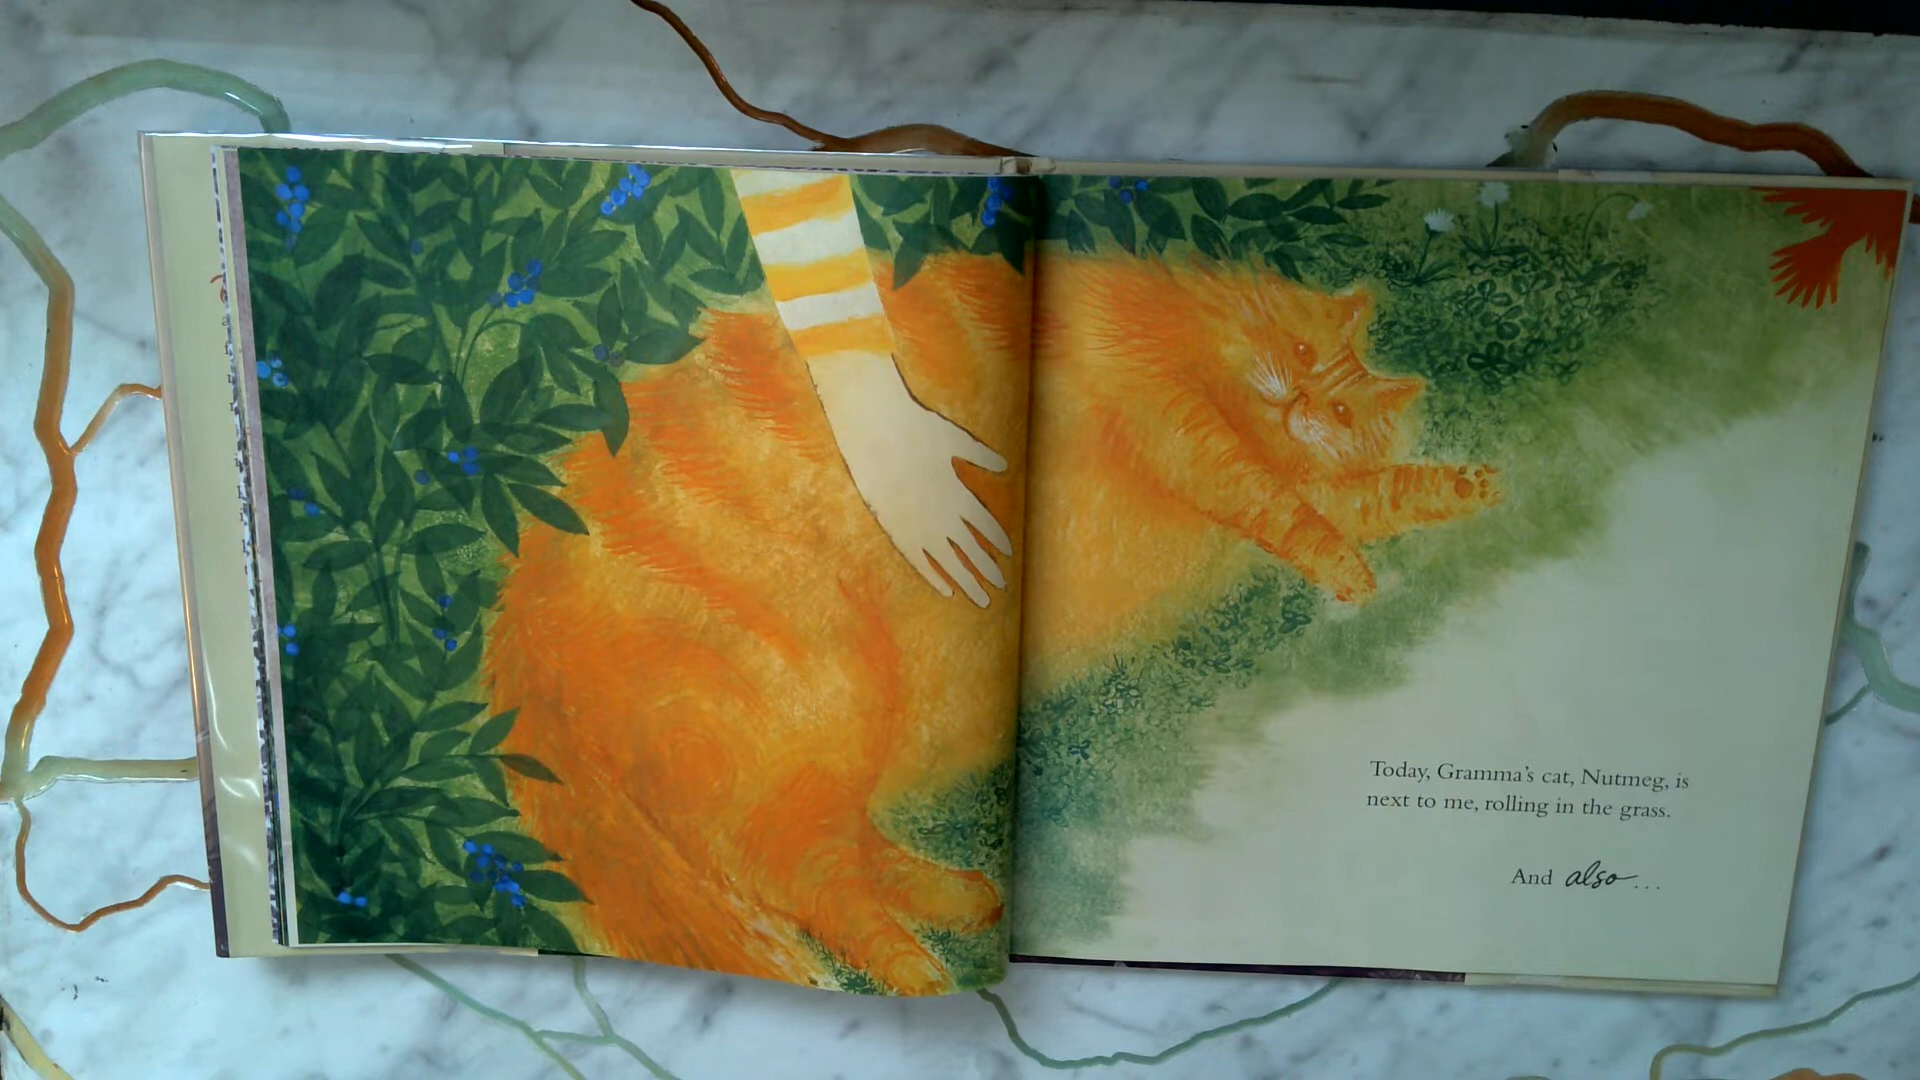 Today, Gramma's cat, Nutmeg, is
next to me, rolling in the grass.
And also...